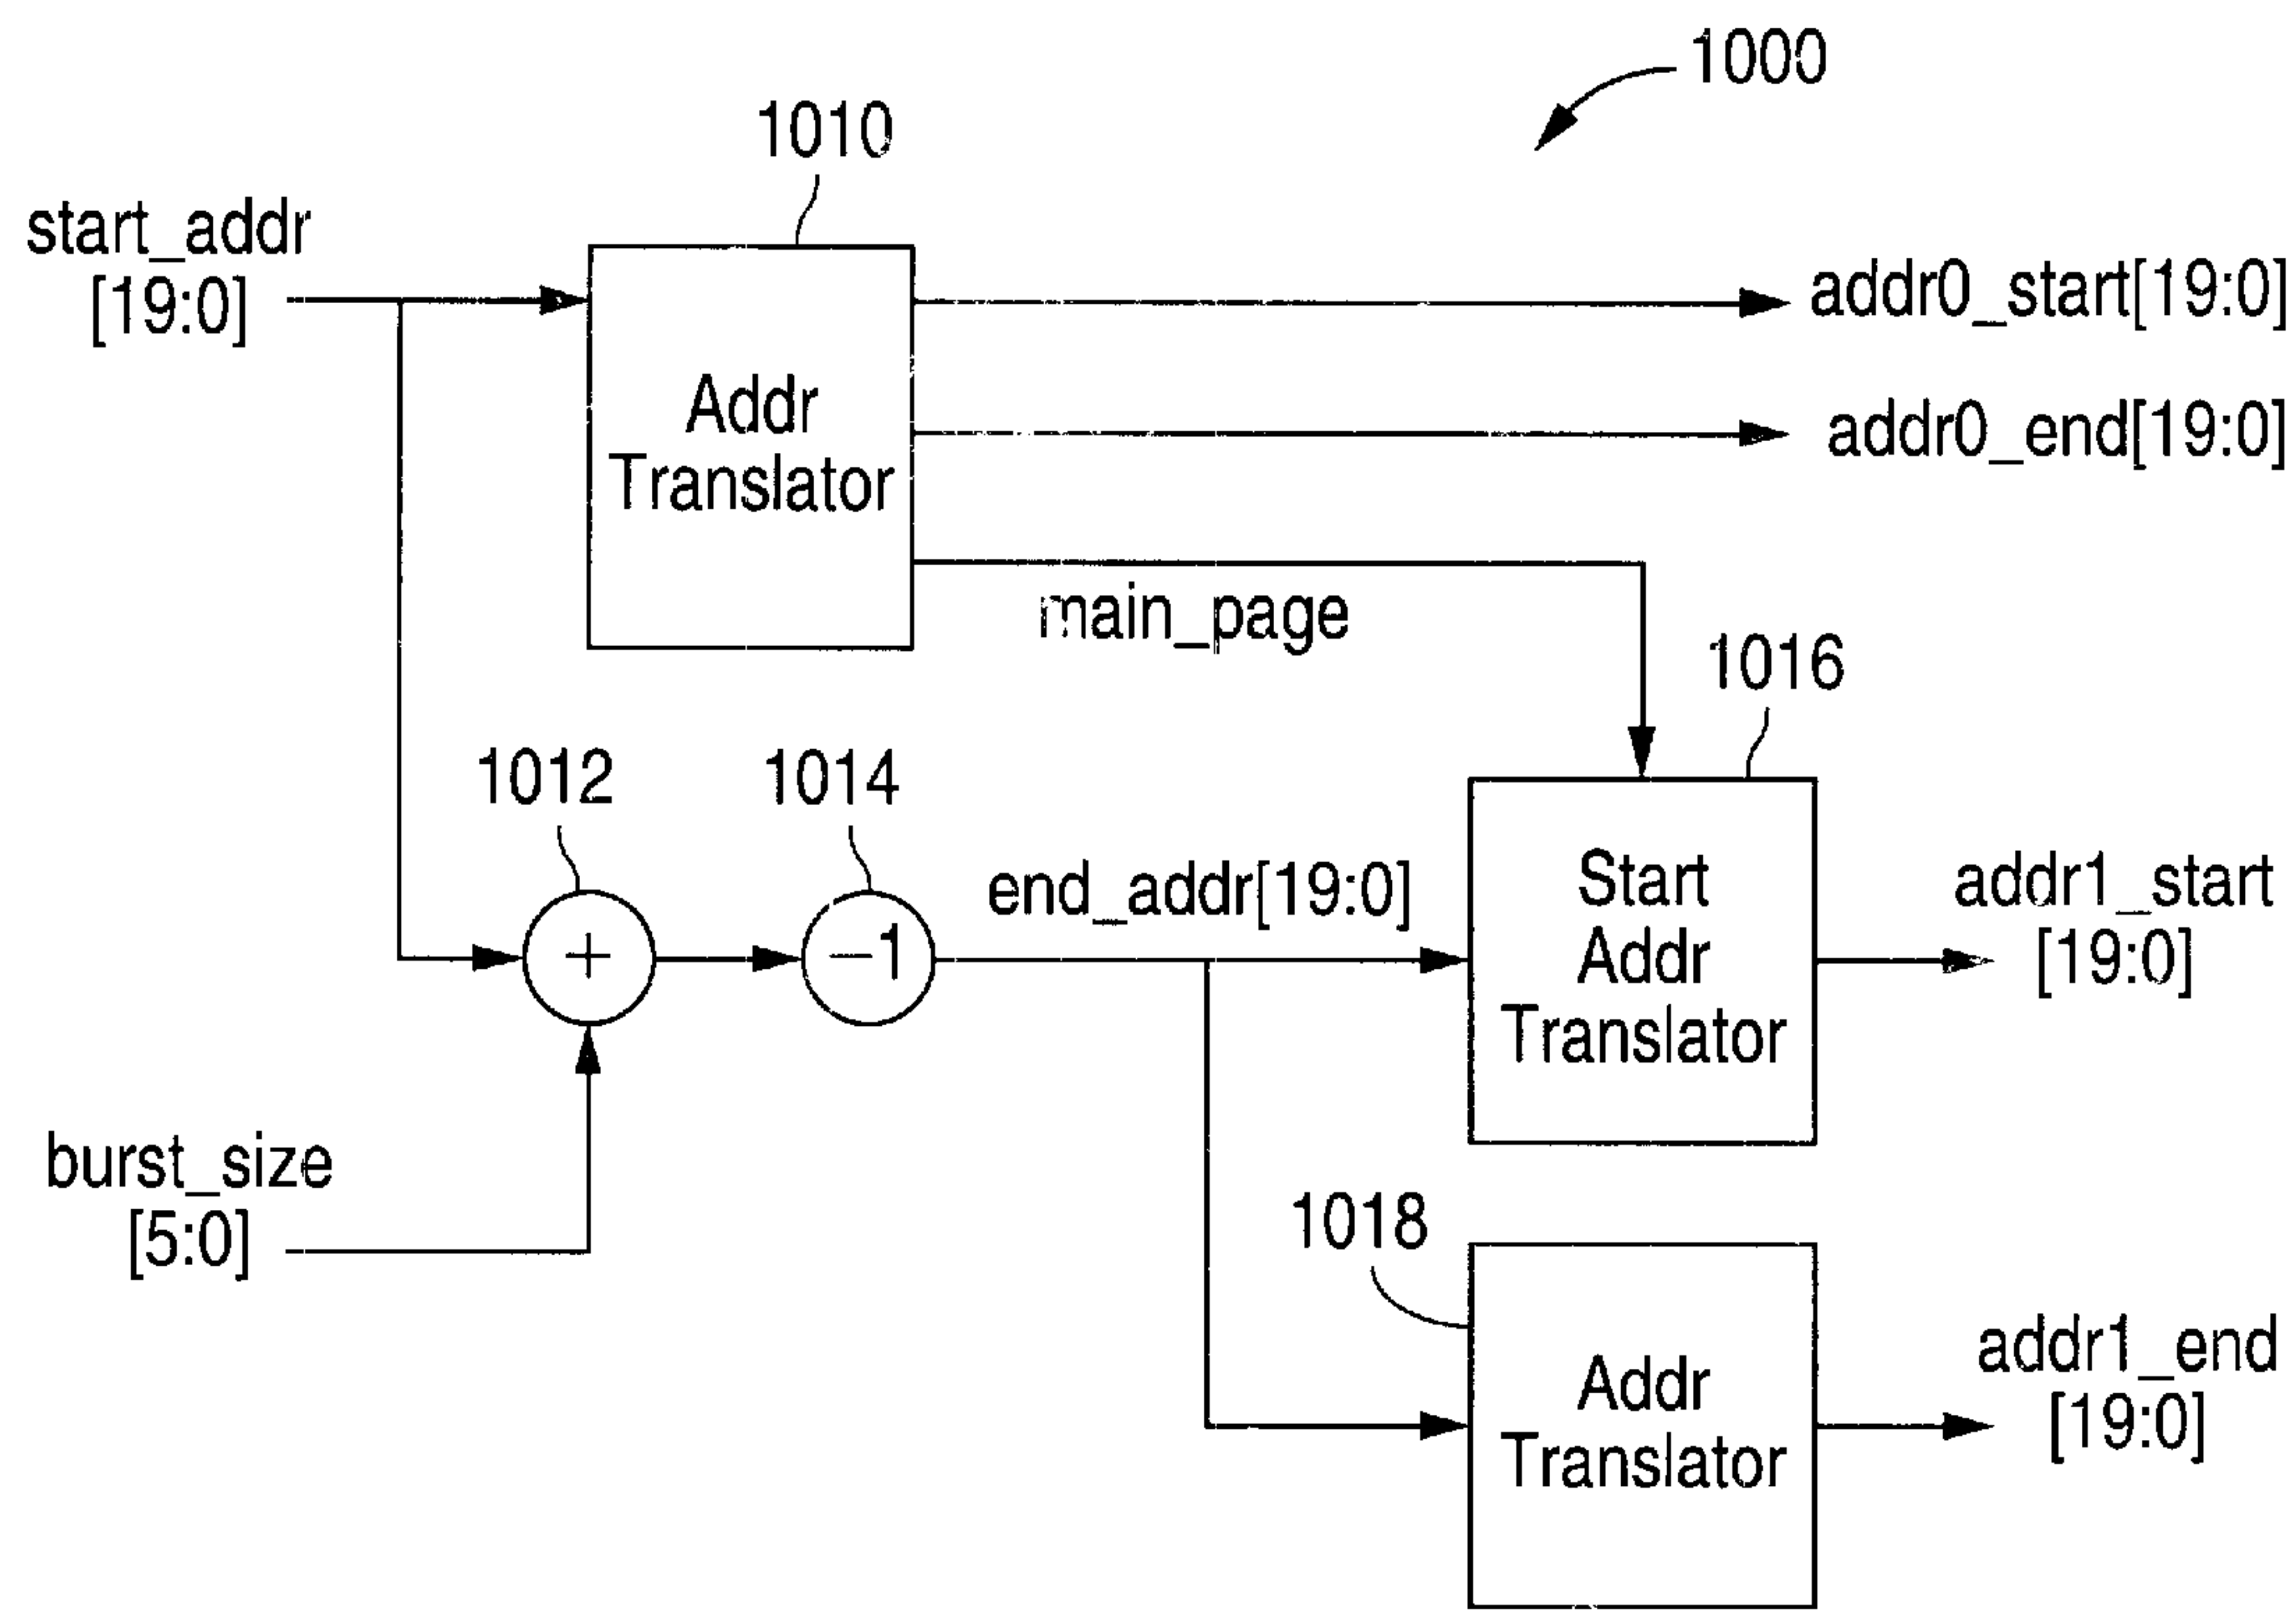 1000
1010
start_addr
[19:0]
addr0_start[19:0]
Addr
Translator
addr0_end[19:0]
main_page
1016
1012
1014
end_addr[19:0]
Start
Addr
Translator
addr1_start
[19:0]
+
−1
burst_size
[5:0]
1018
Addr
Translator
addr1_end
[19:0]